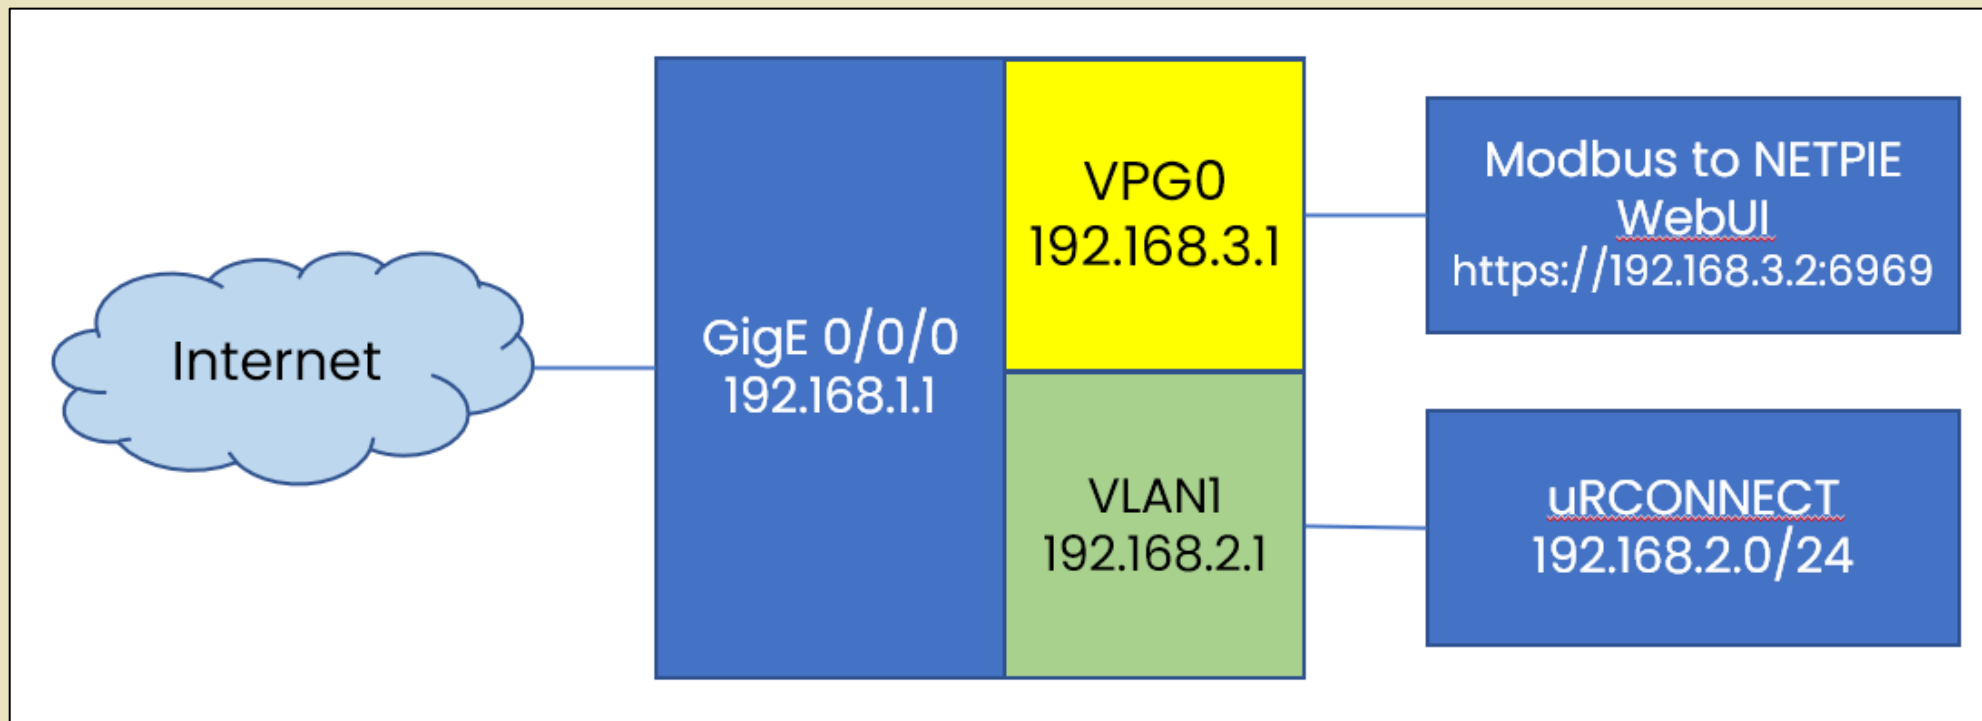 Internet
GigE 0/0/0
192.168.1.1
VPG0
192.168.3.1
VLAN1
192.168.2.1
Modbus to NETPIE
WebUI
https://192.168.3.2:6969
uRCONNECT
192.168.2.0/24